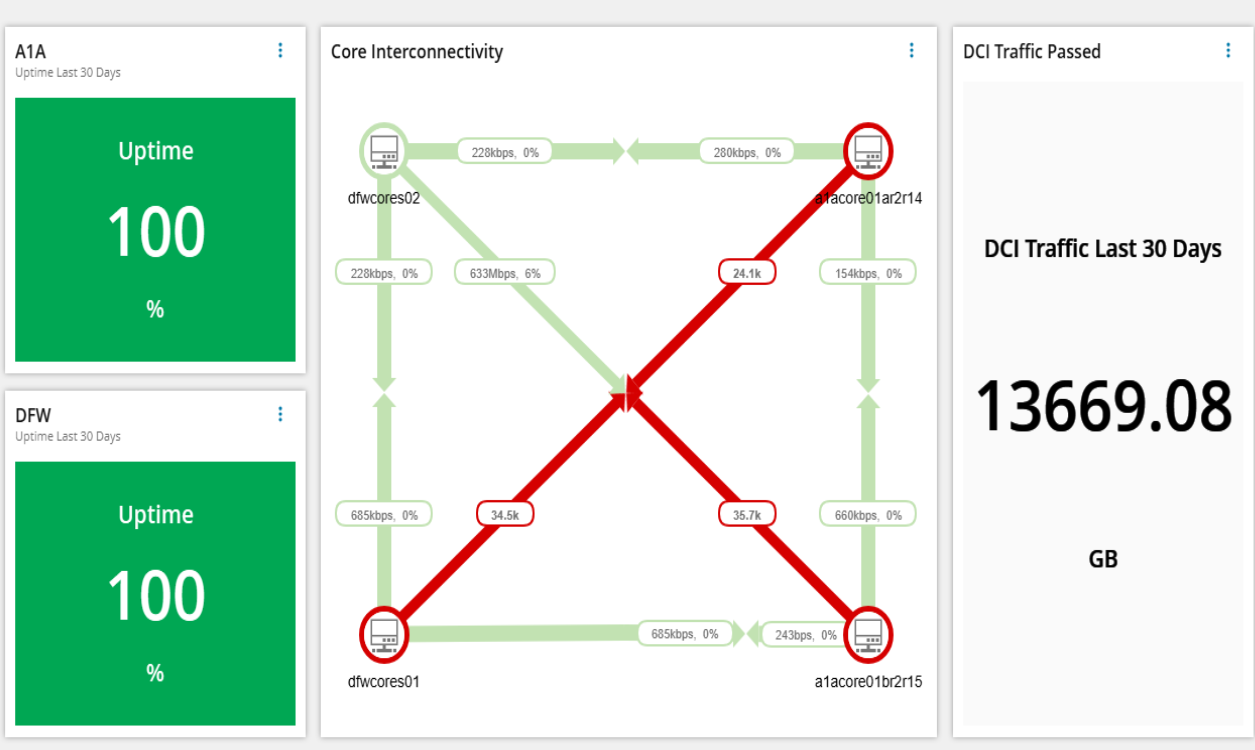 A1A
Uptime Last 30 Days
Uptime
100
%
DFW
Uptime Last 30 Days
Uptime
100
%
Core Interconnectivity
228kbps, 0%
280kbps, 0%
dfwcores02
a1acore01ar2r14
228kbps, 0%
633Mbps, 6%
24.1k
154kbps, 0%
685kbps, 0%
34.5k
35.7k
660kbps, 0%
685kbps, 0%
243bps, 0%
dfwcores01
a1acore01br2r15
DCI Traffic Passed
DCI Traffic Last 30 Days
13669.08
GB